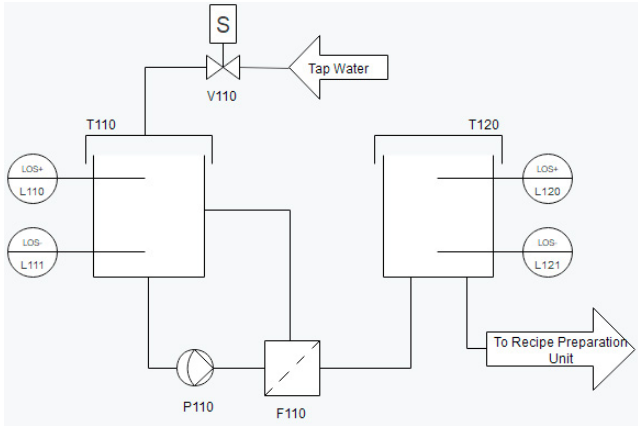 S
Tap Water
V110
T110
T120
LOS+
L110
LOS+
L120
LOS-
L111
LOS-
L121
To Recipe Preparation
Unit
P110
F110